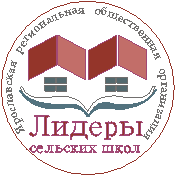 Ярославская региональная общественная организация
Лидеры
сельских школ